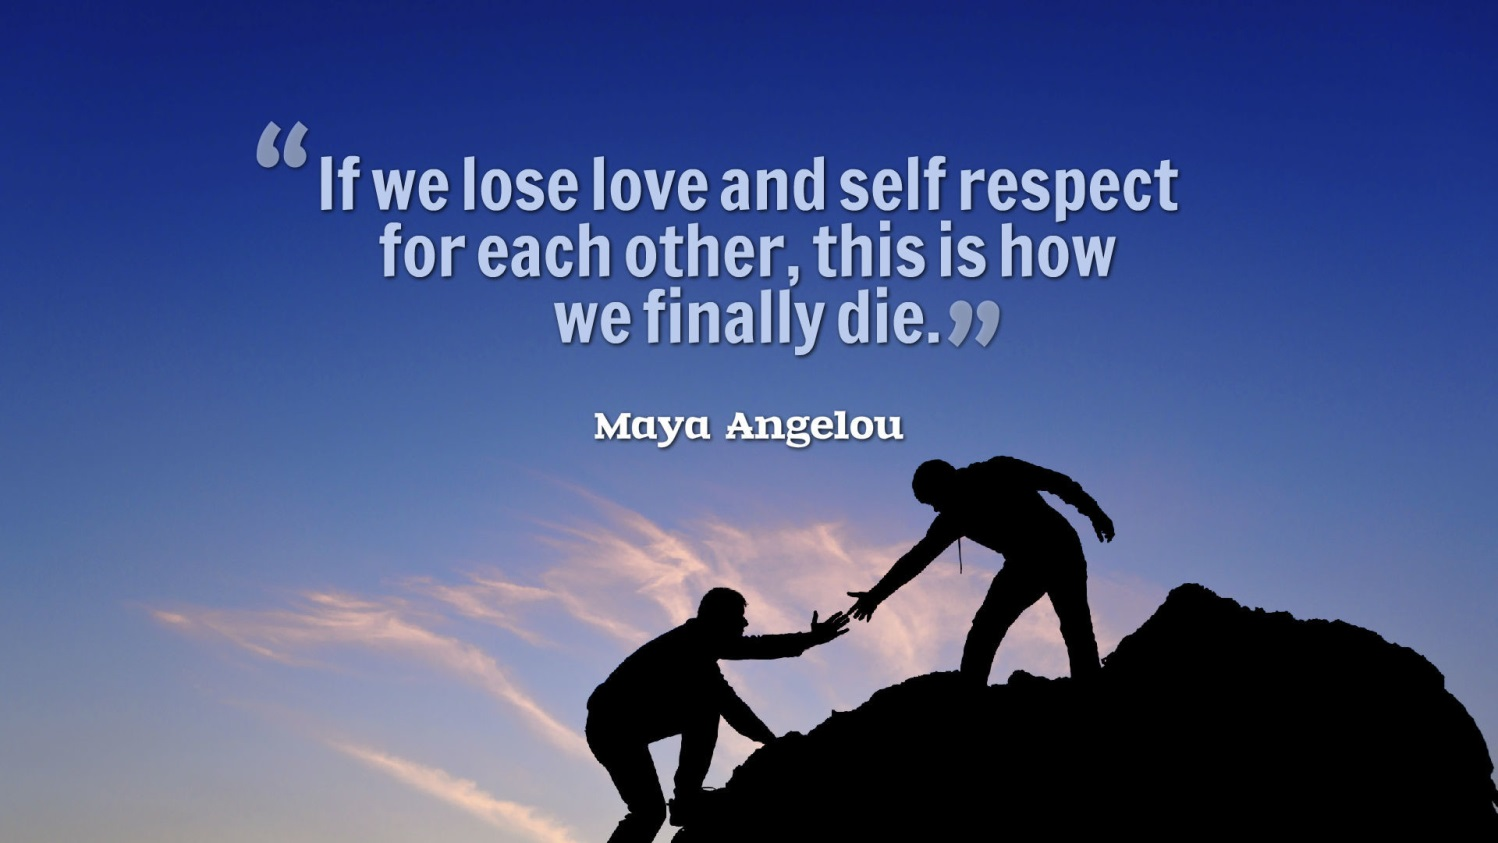 “If we lose love and self respect
for each other, this is how
we finally die.”
Maya Angelou